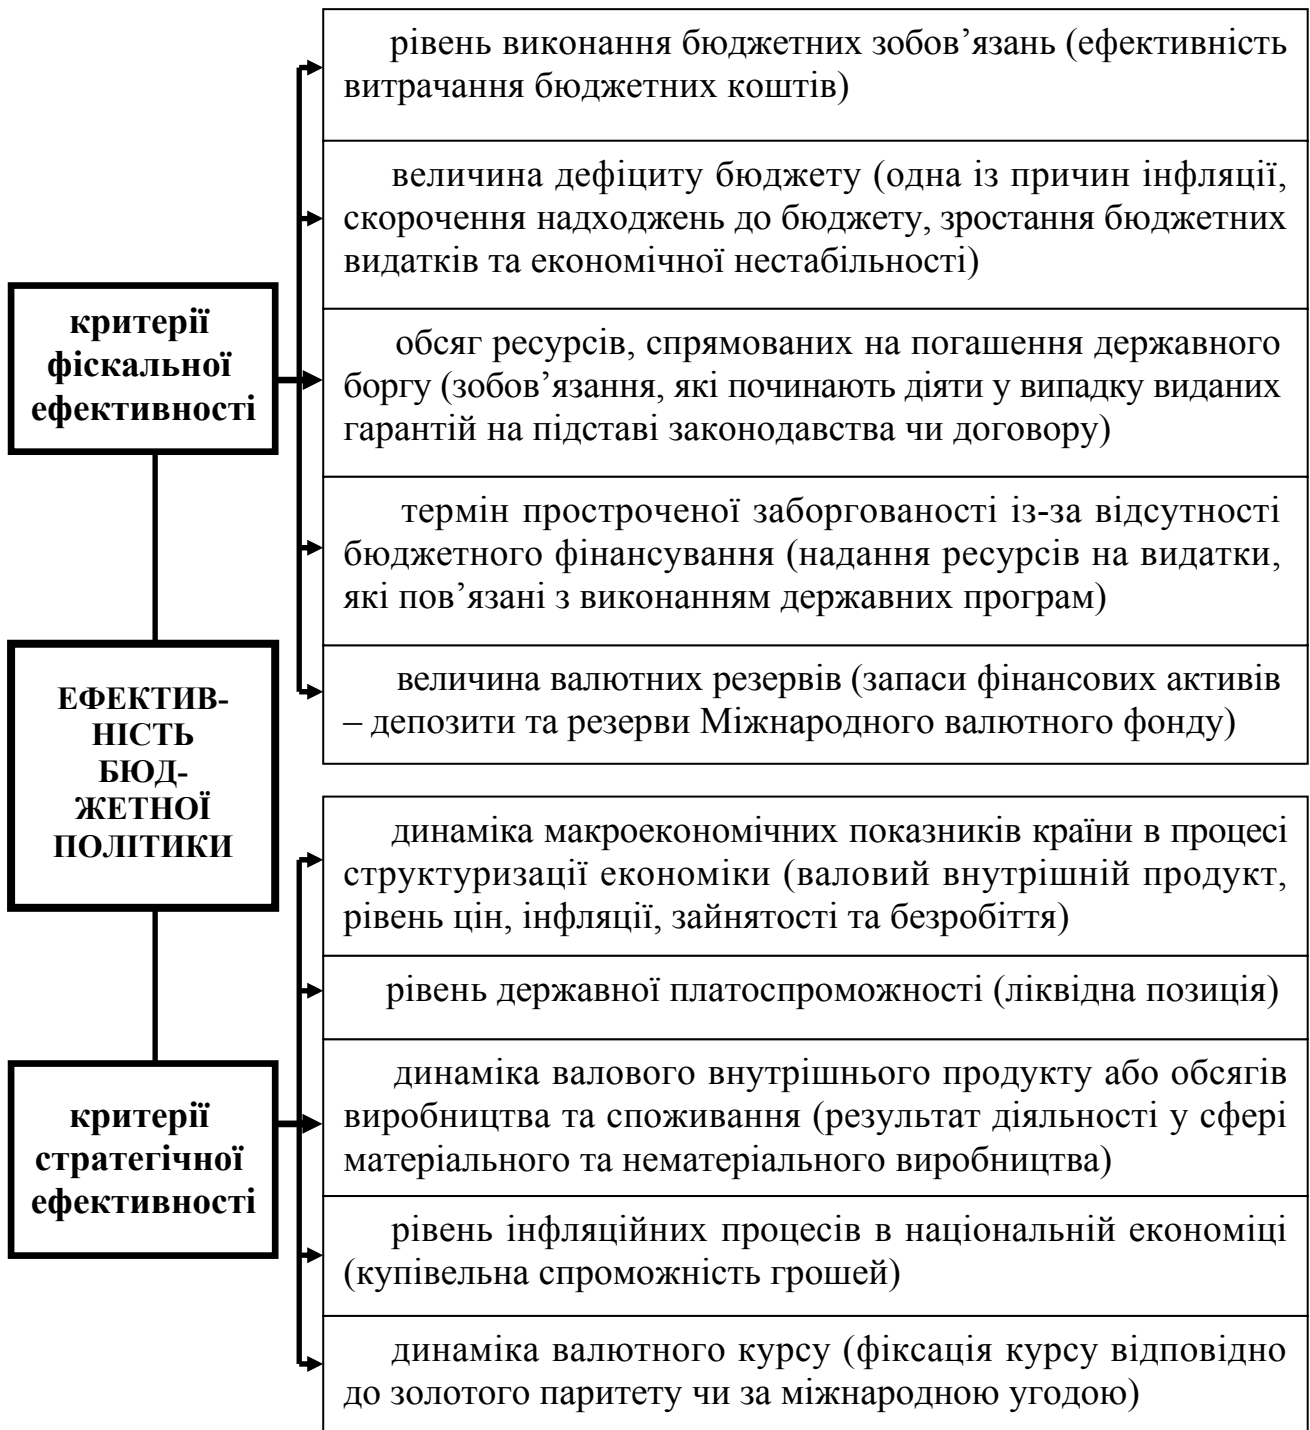 рівень виконання бюджетних зобов’язань (ефективність
витрачання бюджетних коштів)
величина дефіциту бюджету (одна із причин інфляції,
скорочення надходжень до бюджету, зростання бюджетних
видатків та економічної нестабільності)
критерії
фіскальної
ефективності
обсяг ресурсів, спрямованих на погашення державного
боргу (зобов’язання, які починають діяти у випадку виданих
гарантій на підставі законодавства чи договору)
термін простроченої заборгованості із-за відсутності
бюджетного фінансування (надання ресурсів на видатки,
які пов’язані з виконанням державних програм)
величина валютних резервів (запаси фінансових активів
– депозити та резерви Міжнародного валютного фонду)
ЕФЕКТИВ-
НІСТЬ
БЮД-
ЖЕТНОЇ
ПОЛІТИКИ
динаміка макроекономічних показників країни в процесі
структуризації економіки (валовий внутрішній продукт,
рівень цін, інфляції, зайнятості та безробіття)
рівень державної платоспроможності (ліквідна позиція)
критерії
стратегічної
ефективності
динаміка валового внутрішнього продукту або обсягів
виробництва та споживання (результат діяльності у сфері
матеріального та нематеріального виробництва)
рівень інфляційних процесів в національній економіці
(купівельна спроможність грошей)
динаміка валютного курсу (фіксація курсу відповідно
до золотого паритету чи за міжнародною угодою)